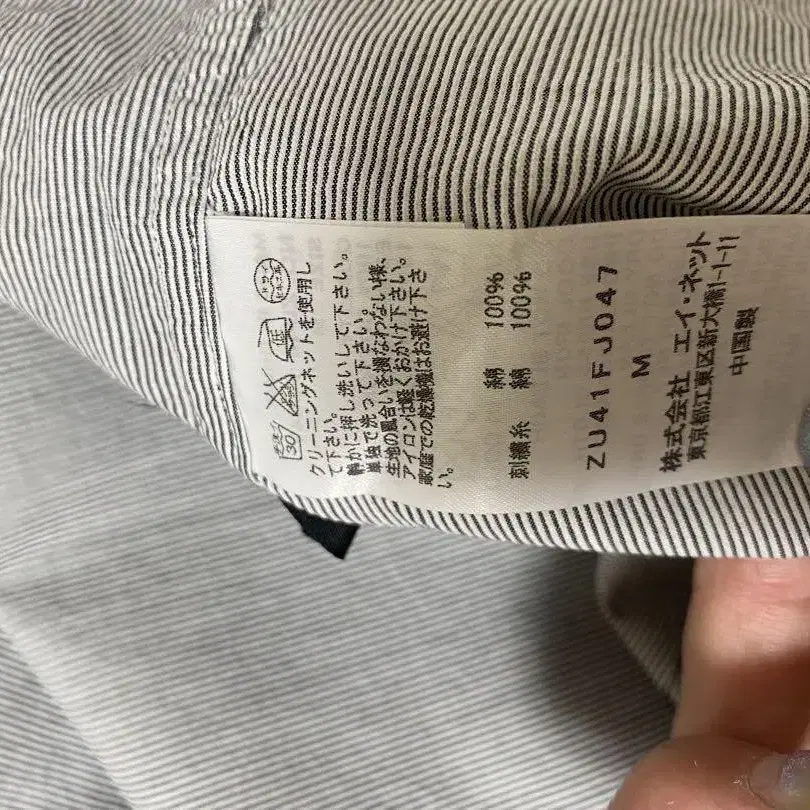 クリーニングネットを使用し
て下さい。
静かに押し洗いして下さい。
単独で洗って下さい。
生地の風合いを損なわない様、
アイロンは軽くおかけ下さい。
家庭での乾燥機はお避け下さ
い。
綿 100%
刺繍糸 綿 100%
ZU41FJ047
M
株式会社 エイ・ネット
東京都江東区新大橋1-1-11
中国製
30